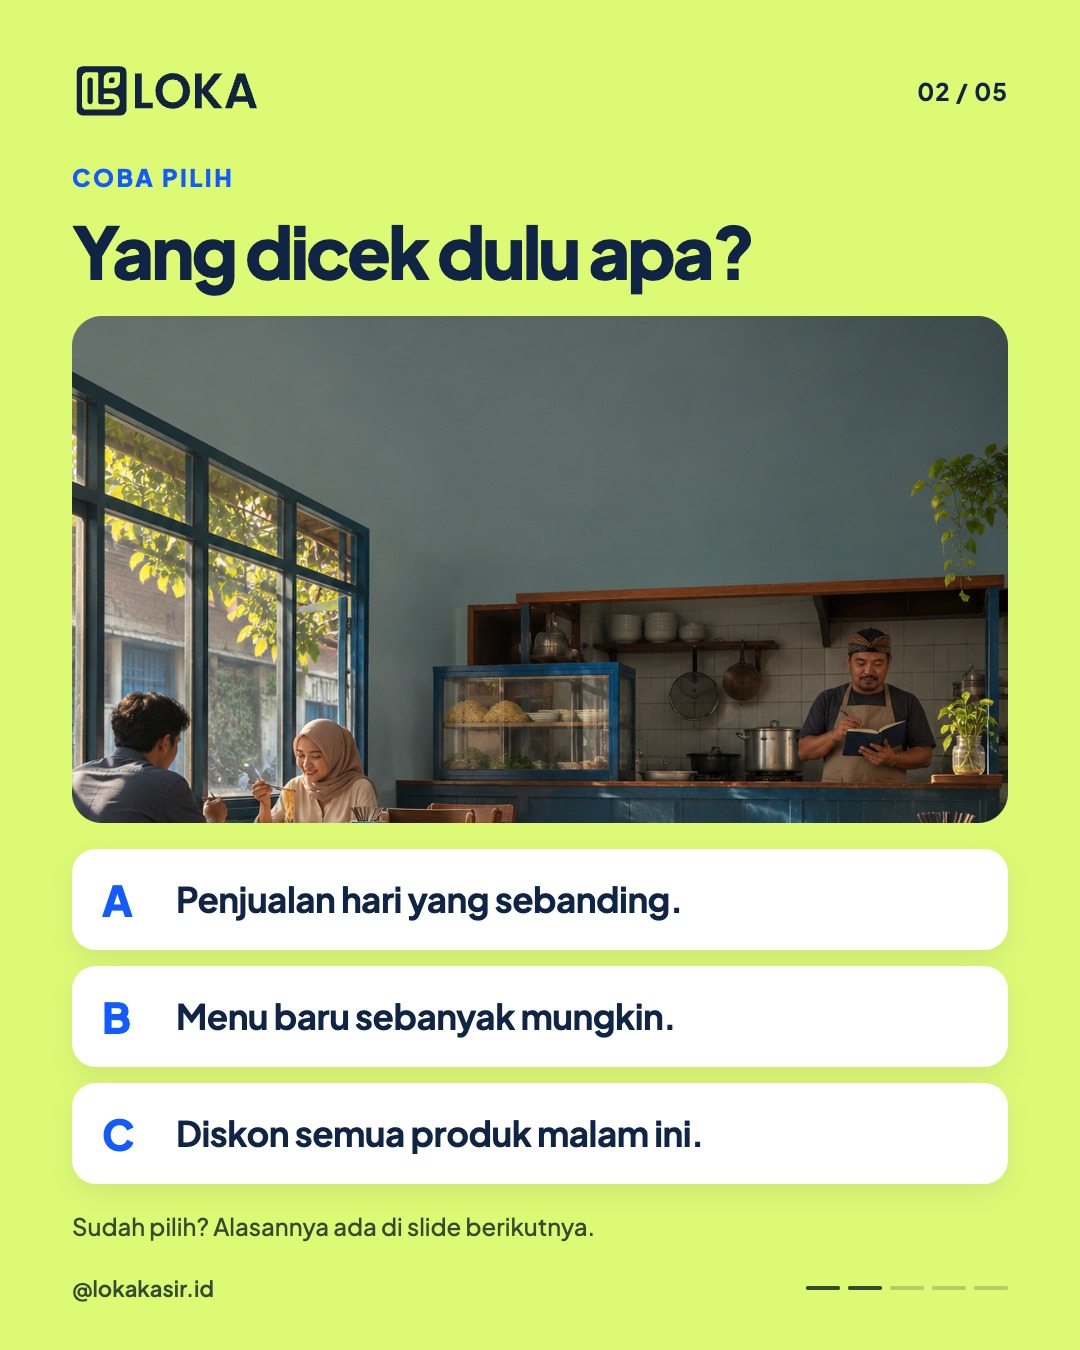 LOKA
02 / 05
COBA PILIH
Yang dicek dulu apa?
A Penjualan hari yang sebanding.
B Menu baru sebanyak mungkin.
C Diskon semua produk malam ini.
Sudah pilih? Alasannya ada di slide berikutnya.
@lokakasir.id